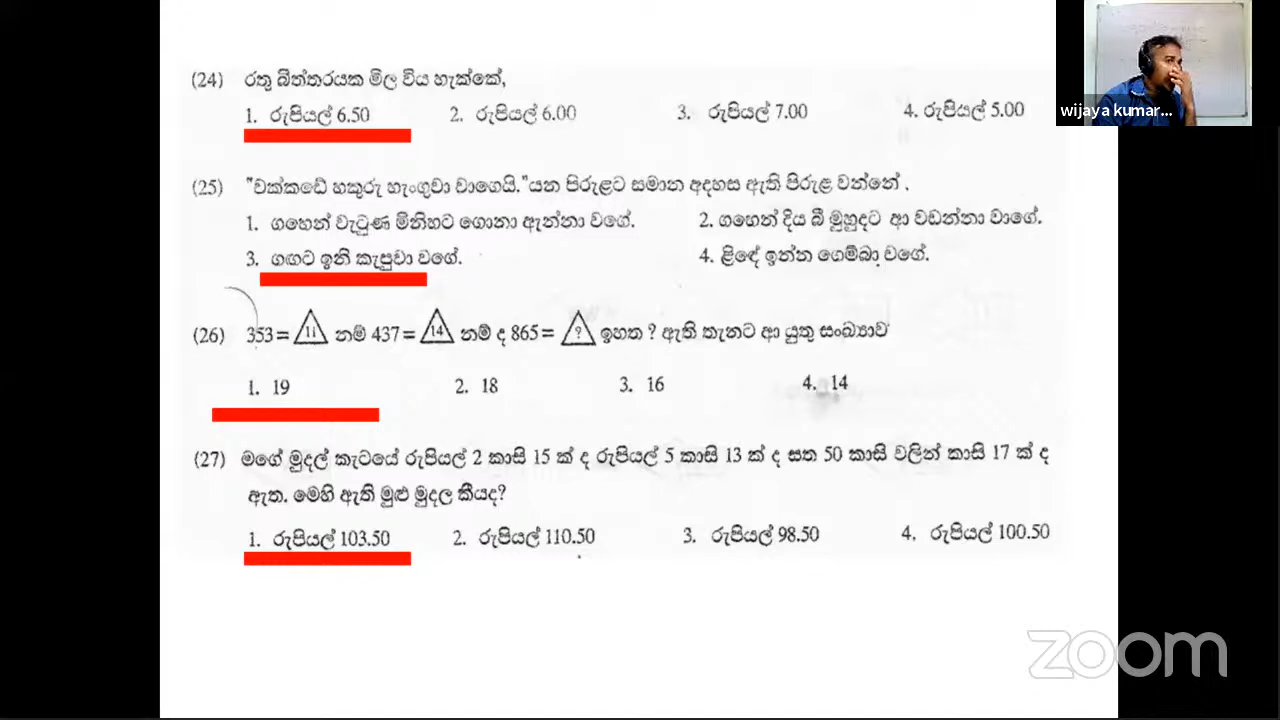 (24) රතු බිත්තරයක මිල විය හැක්කේ,
1. රුපියල් 6.50 2. රුපියල් 6.00 3. රුපියල් 7.00 4. රුපියල් 5.00
wijaya kumar...
(25) "වක්කඩේ හකුරු හැංගුවා වාගෙයි."යන පිරුළට සමාන අදහස ඇති පිරුළ වන්නේ .
1. ගහෙන් වැටුණ මිනිහට ගොනා ඇන්නා වගේ. 2. ගඟෙන් දිය බී මුහුදට ආ වඩන්නා වාගේ.
3. ගඟට ඉනි කැපුවා වගේ. 4. ළිඳේ ඉන්න ගෙම්බා වගේ.
(26) 353 = 11 නම් 437 = 14 නම් ද 865 = ? ඉහත ? ඇති තැනට ආ යුතු සංඛ්‍යාව
1. 19 2. 18 3. 16 4. 14
(27) මගේ මුදල් කැටයේ රුපියල් 2 කාසි 15 ක් ද රුපියල් 5 කාසි 13 ක් ද සත 50 කාසි වලින් කාසි 17 ක් ද
ඇත. මෙහි ඇති මුළු මුදල කීයද?
1. රුපියල් 103.50 2. රුපියල් 110.50 3. රුපියල් 98.50 4. රුපියල් 100.50
zoom